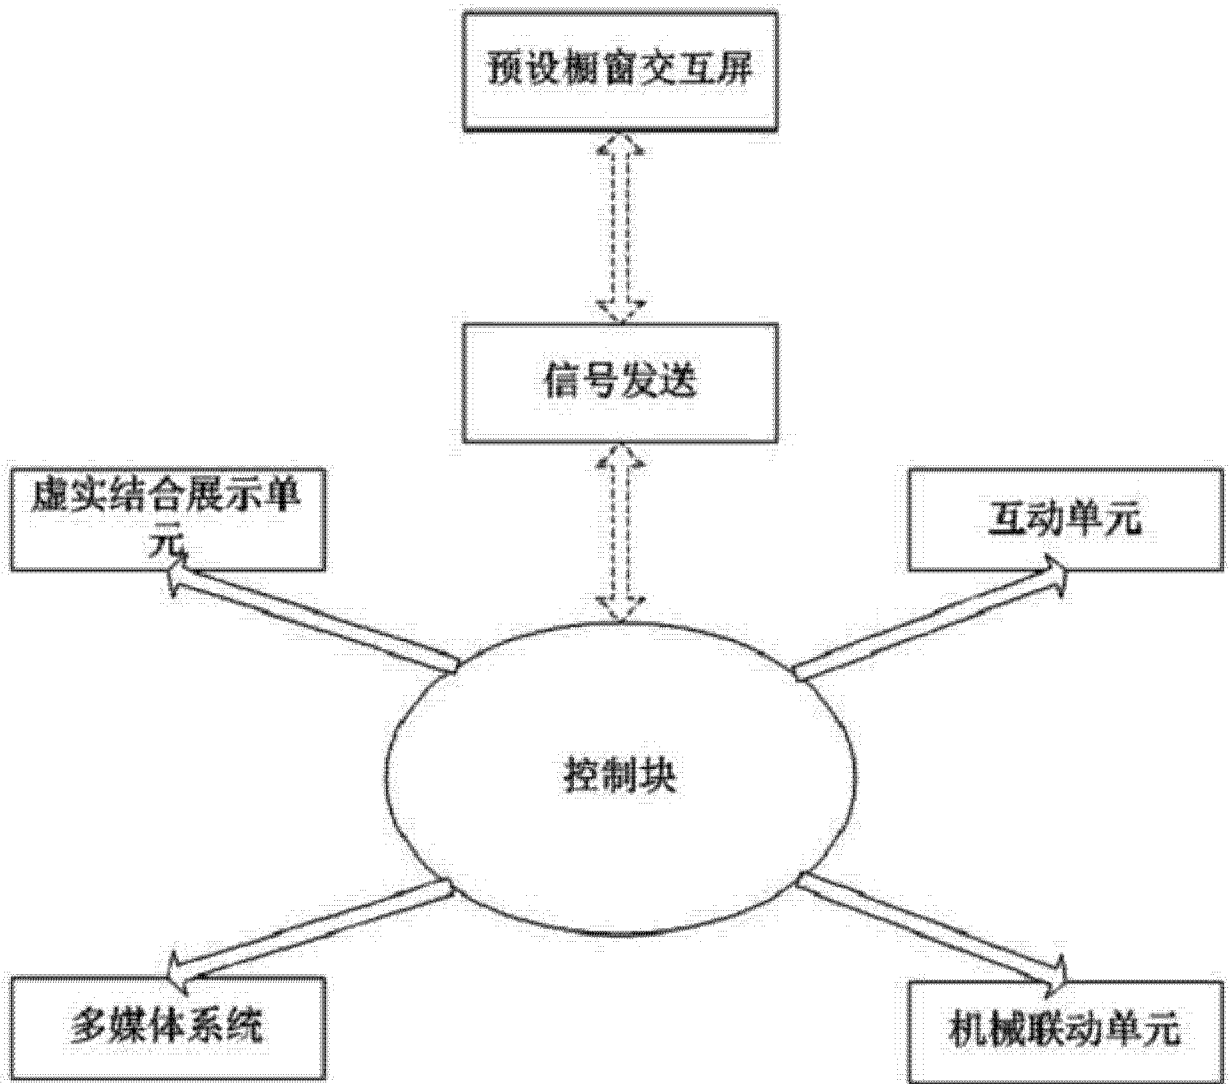 预设橱窗交互屏
信号发送
虚实结合展示单
元
互动单元
控制块
多媒体系统
机械联动单元